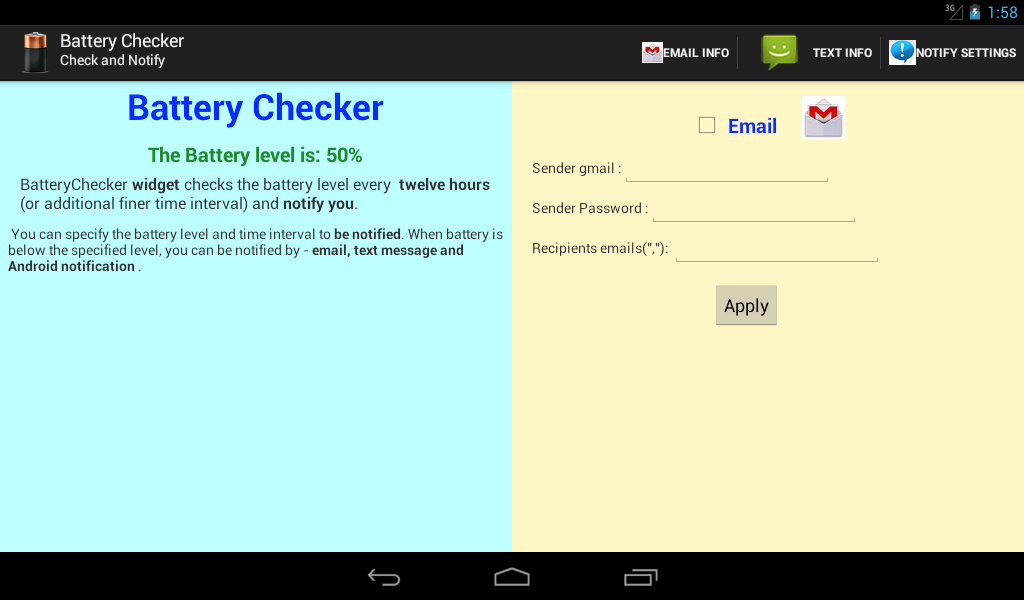 3G 1:58
Battery Checker
Check and Notify
EMAIL INFO
TEXT INFO
NOTIFY SETTINGS
Battery Checker
The Battery level is: 50%
BatteryChecker widget checks the battery level every twelve hours
(or additional finer time interval) and notify you.
You can specify the battery level and time interval to be notified. When battery is
below the specified level, you can be notified by - email, text message and
Android notification .
Email
Sender gmail :
Sender Password :
Recipients emails(","):
Apply